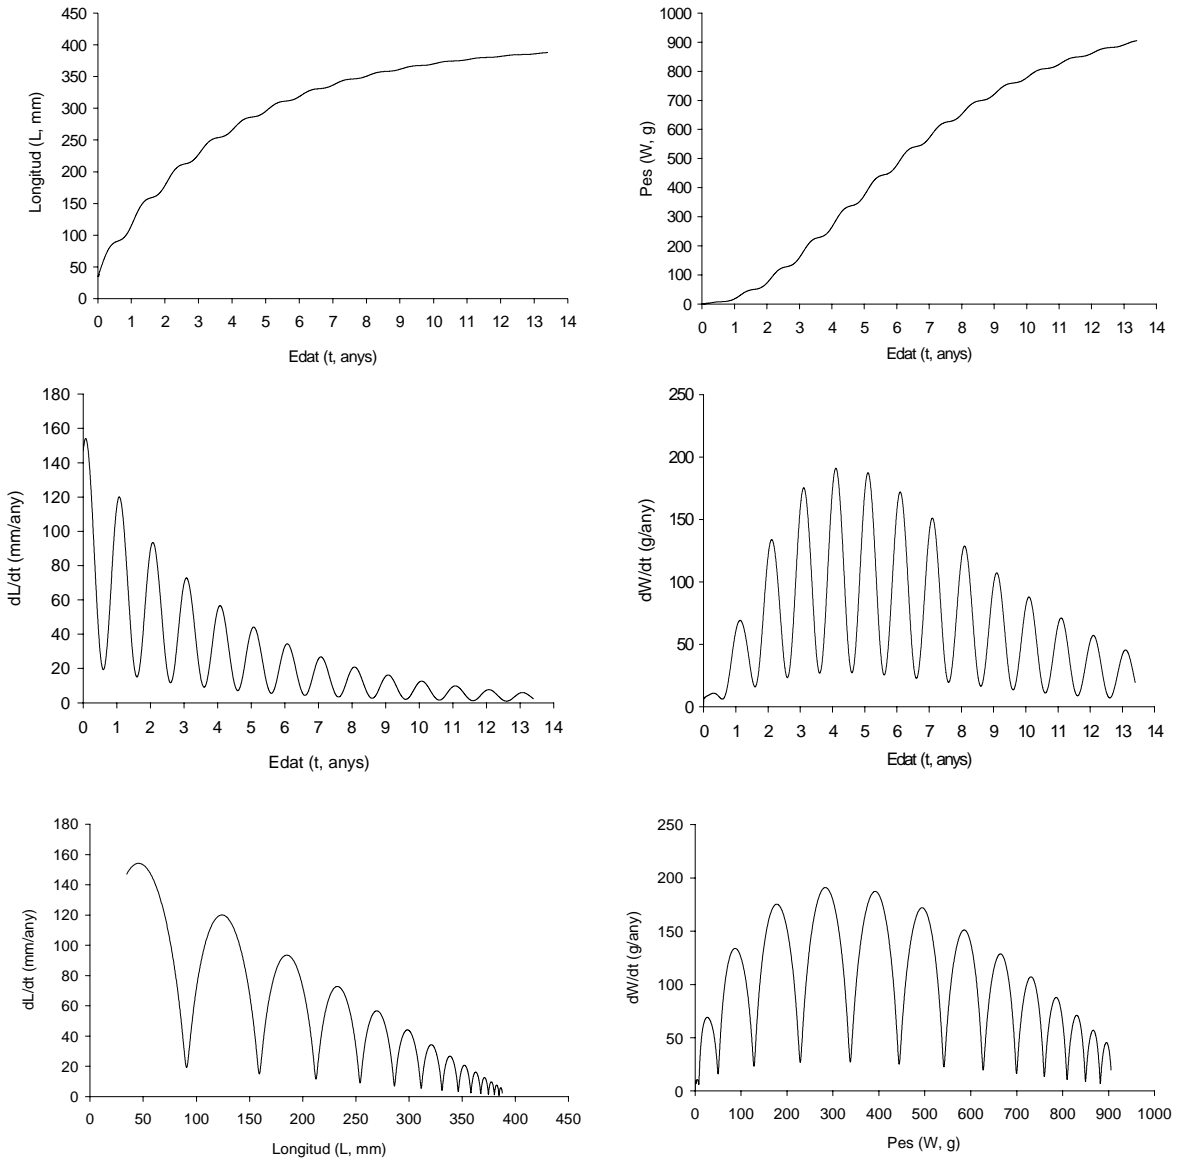 450
400
350
300
250
200
150
100
50
0
Longitud (L, mm)
0 1 2 3 4 5 6 7 8 9 10 11 12 13 14
Edat (t, anys)
1000
900
800
700
600
500
400
300
200
100
0
Pes (W, g)
0 1 2 3 4 5 6 7 8 9 10 11 12 13 14
Edat (t, anys)
180
160
140
120
100
80
60
40
20
0
dL/dt (mm/any)
0 1 2 3 4 5 6 7 8 9 10 11 12 13 14
Edat (t, anys)
250
200
150
100
50
0
dW/dt (g/any)
0 1 2 3 4 5 6 7 8 9 10 11 12 13 14
Edat (t, anys)
180
160
140
120
100
80
60
40
20
0
dL/dt (mm/any)
0 50 100 150 200 250 300 350 400 450
Longitud (L, mm)
250
200
150
100
50
0
dW/dt (g/any)
0 100 200 300 400 500 600 700 800 900 1000
Pes (W, g)